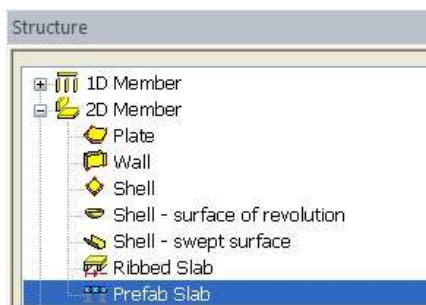 Structure
1D Member
2D Member
Plate
Wall
Shell
Shell - surface of revolution
Shell - swept surface
Ribbed Slab
Prefab Slab